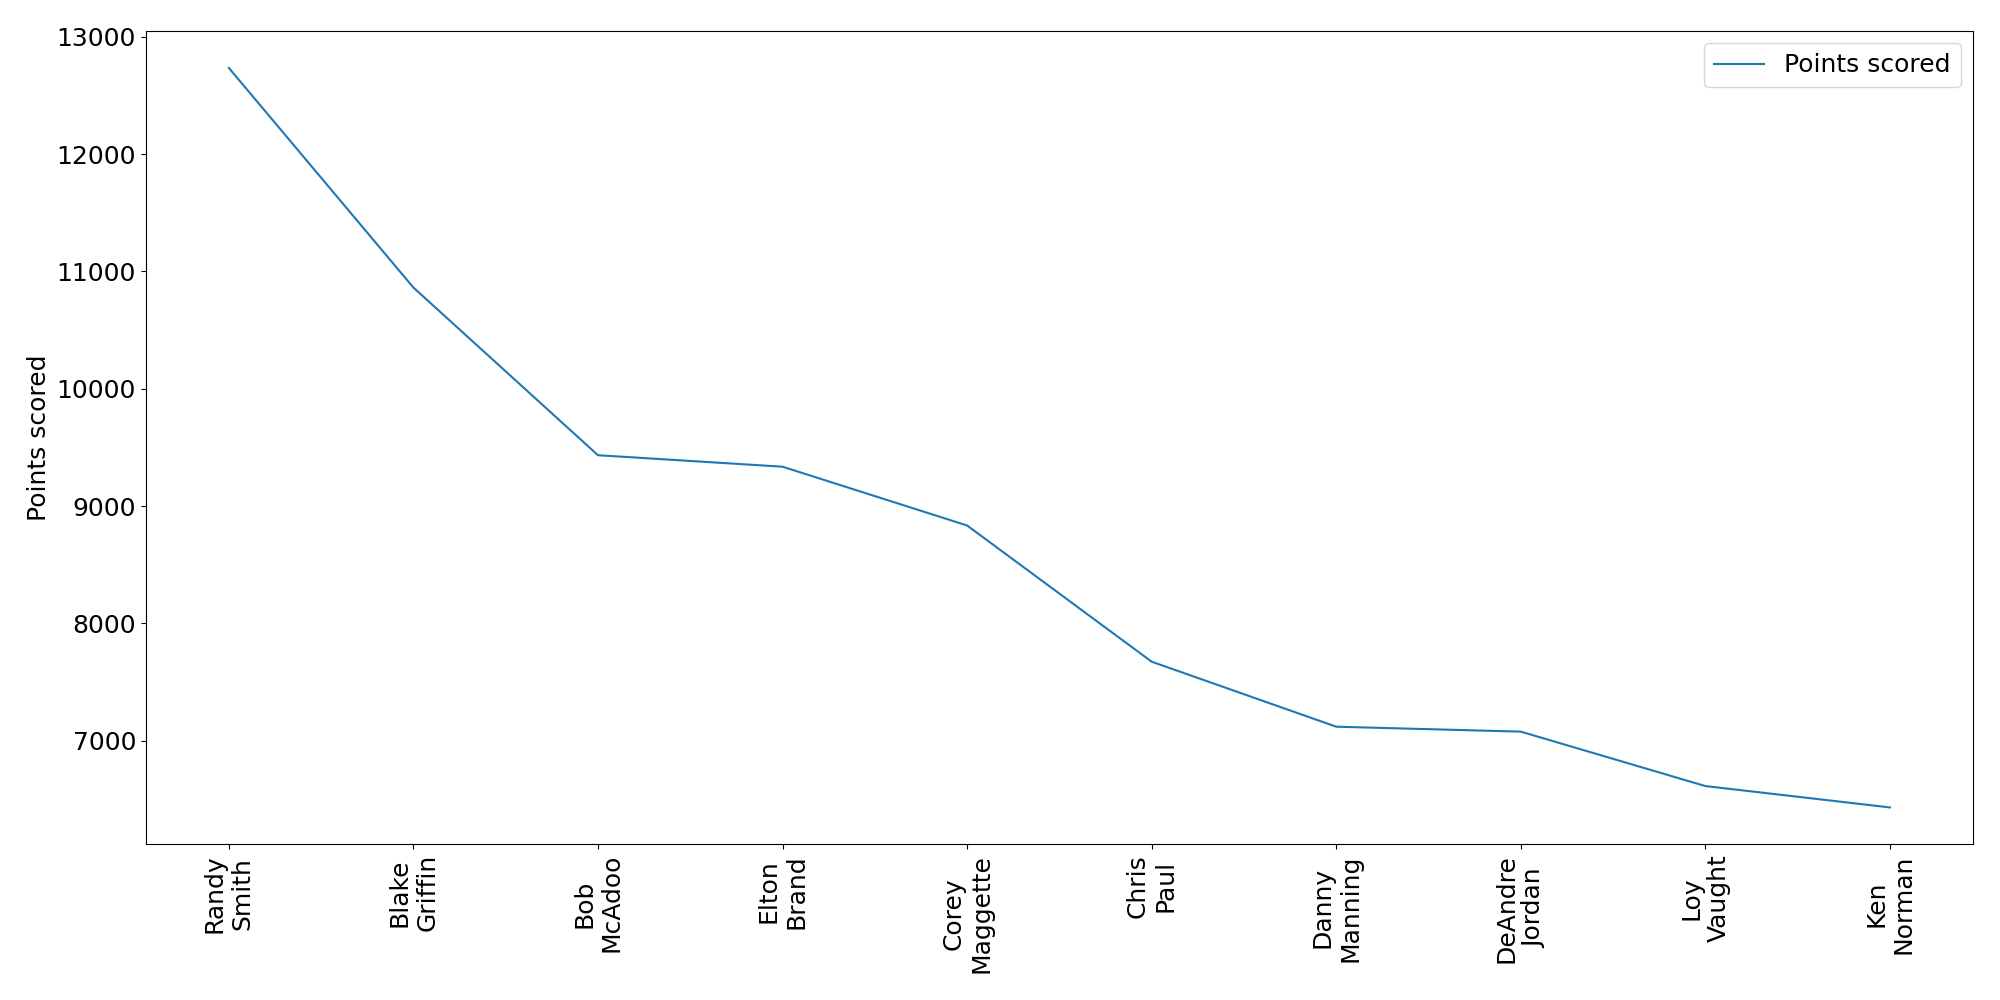 Points scored
13000
12000
11000
10000
9000
8000
7000
Points scored
Randy
Smith
Blake
Griffin
Bob
McAdoo
Elton
Brand
Corey
Maggette
Chris
Paul
Danny
Manning
DeAndre
Jordan
Loy
Vaught
Ken
Norman